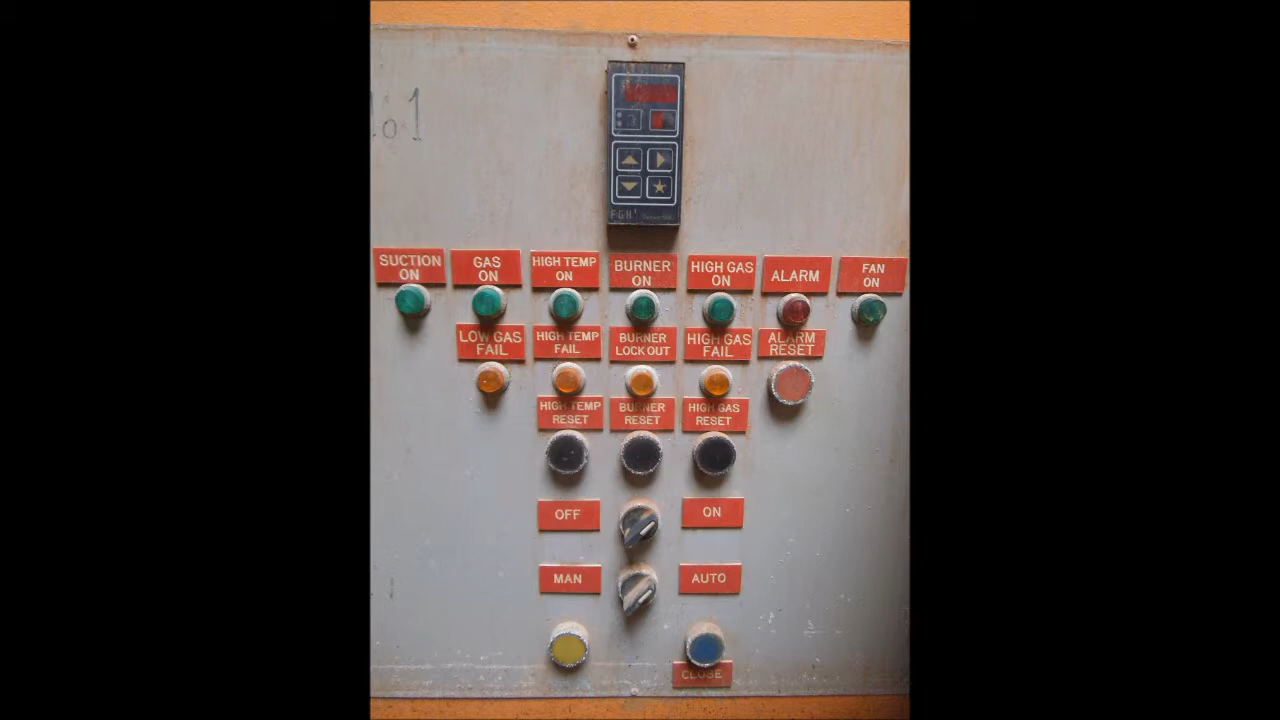 o.1
FGH
SUCTION
ON
GAS
ON
HIGH TEMP
ON
BURNER
ON
HIGH GAS
ON
ALARM
FAN
ON
LOW GAS
FAIL
HIGH TEMP
FAIL
BURNER
LOCK OUT
HIGH GAS
FAIL
ALARM
RESET
HIGH TEMP
RESET
BURNER
RESET
HIGH GAS
RESET
OFF
ON
MAN
AUTO
CLOSE